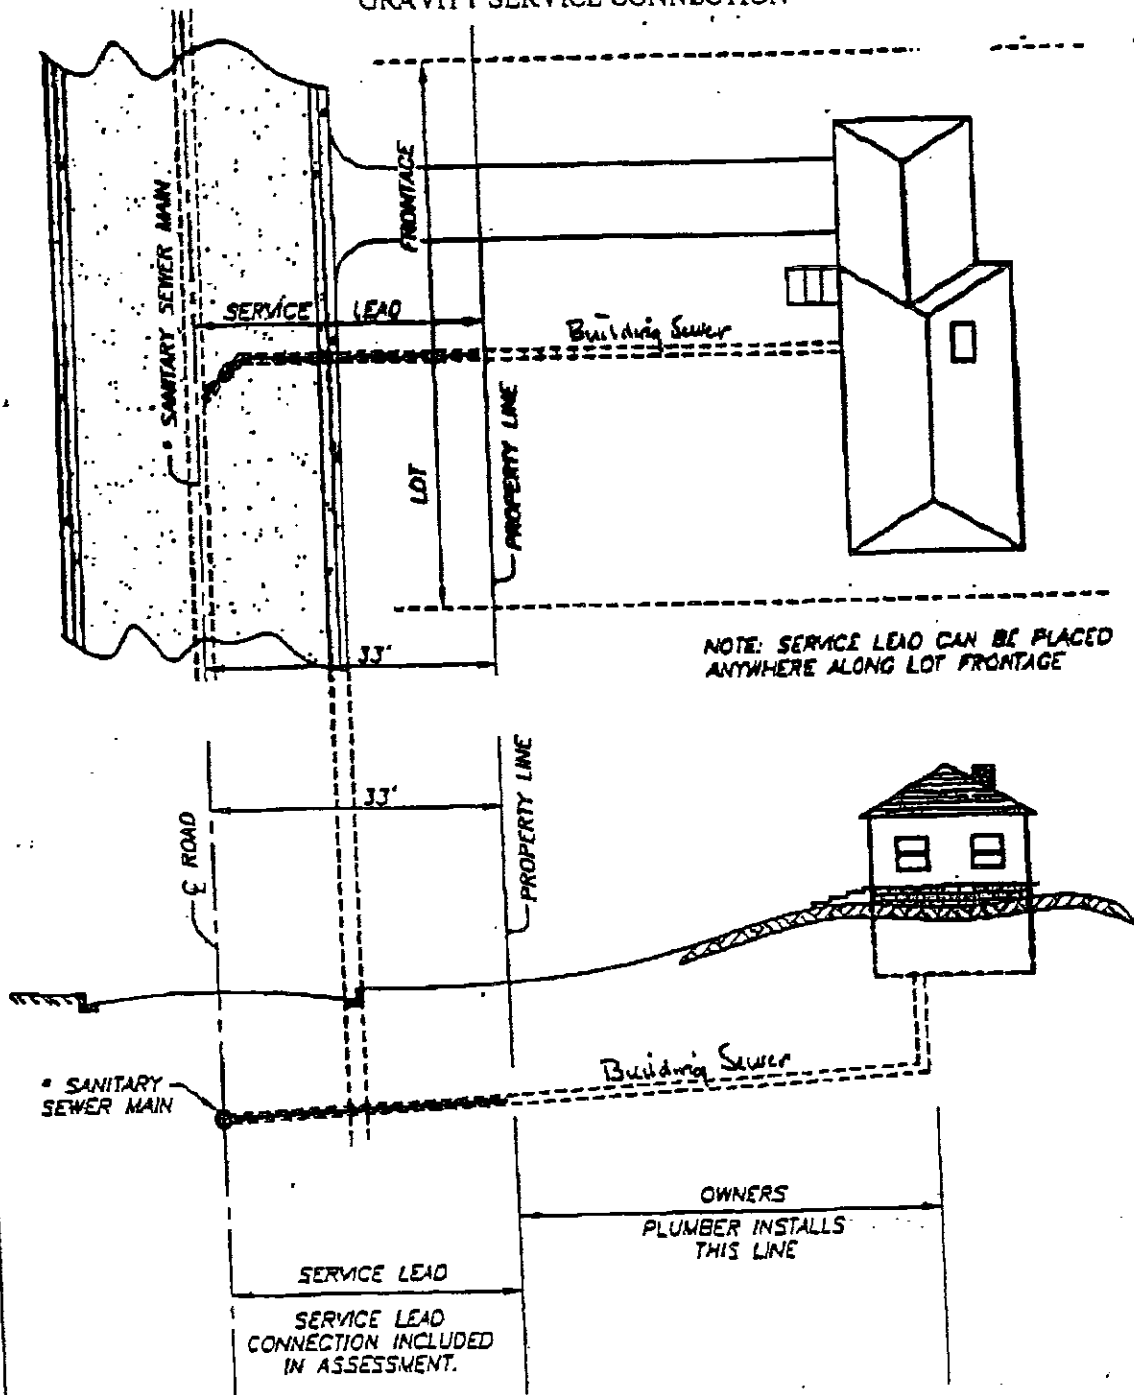 GRAVITY SERVICE CONNECTION
FRONTAGE
* SANITARY SEWER MAIN
SERVICE LEAD
Building Sewer
LOT
PROPERTY LINE
33'
NOTE: SERVICE LEAD CAN BE PLACED
ANYWHERE ALONG LOT FRONTAGE
33'
℄ ROAD
PROPERTY LINE
Building Sewer
* SANITARY
SEWER MAIN
OWNERS
PLUMBER INSTALLS
THIS LINE
SERVICE LEAD
SERVICE LEAD
CONNECTION INCLUDED
IN ASSESSMENT.